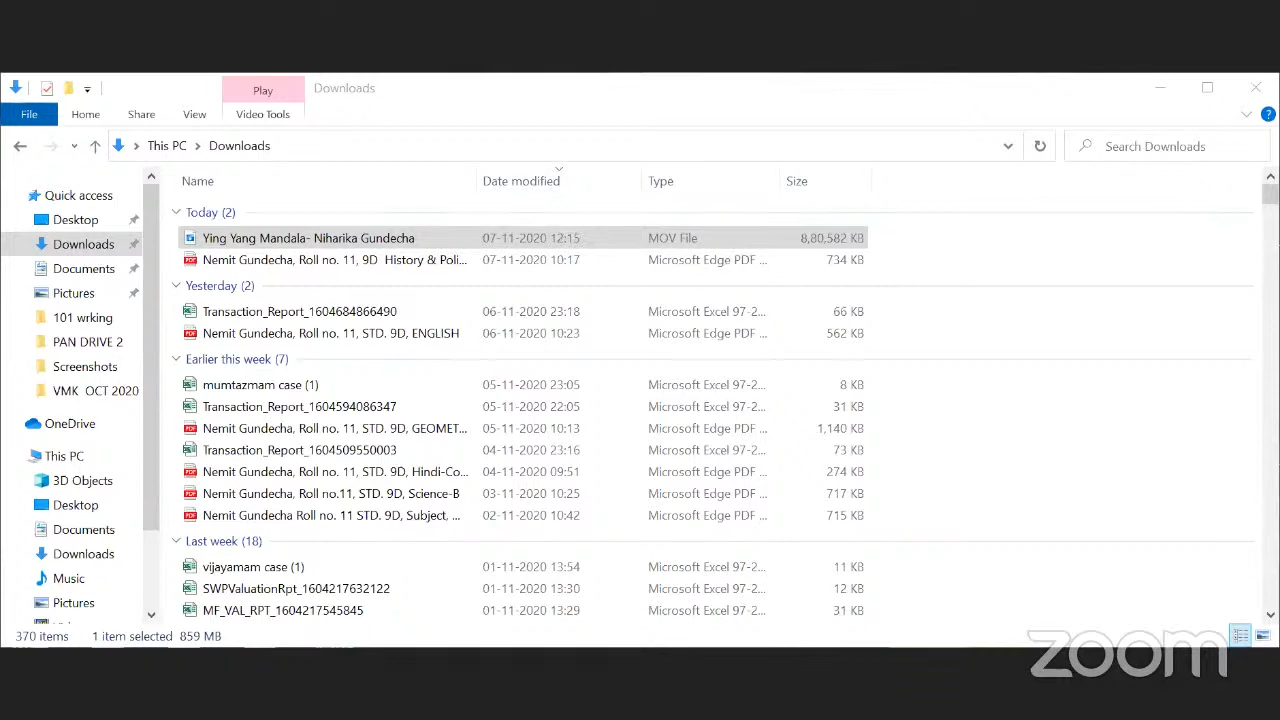 Play Downloads
File Home Share View Video Tools
This PC Downloads Search Downloads
Name Date modified Type Size
Quick access
Desktop
Downloads
Documents
Pictures
101 wrking
PAN DRIVE 2
Screenshots
VMK OCT 2020
OneDrive
This PC
3D Objects
Desktop
Documents
Downloads
Music
Pictures
Today (2)
Ying Yang Mandala- Niharika Gundecha 07-11-2020 12:15 MOV File 8,80,582 KB
Nemit Gundecha, Roll no. 11, 9D History & Poli... 07-11-2020 10:17 Microsoft Edge PDF ... 734 KB
Yesterday (2)
Transaction_Report_1604684866490 06-11-2020 23:18 Microsoft Excel 97-2... 66 KB
Nemit Gundecha, Roll no. 11, STD. 9D, ENGLISH 06-11-2020 10:23 Microsoft Edge PDF ... 562 KB
Earlier this week (7)
mumtazmam case (1) 05-11-2020 23:05 Microsoft Excel 97-2... 8 KB
Transaction_Report_1604594086347 05-11-2020 22:05 Microsoft Excel 97-2... 31 KB
Nemit Gundecha, Roll no. 11, STD. 9D, GEOMET... 05-11-2020 10:13 Microsoft Edge PDF ... 1,140 KB
Transaction_Report_1604509550003 04-11-2020 23:16 Microsoft Excel 97-2... 73 KB
Nemit Gundecha, Roll no. 11, STD. 9D, Hindi-Co... 04-11-2020 09:51 Microsoft Edge PDF ... 274 KB
Nemit Gundecha, Roll no.11, STD. 9D, Science-B 03-11-2020 10:25 Microsoft Edge PDF ... 717 KB
Nemit Gundecha Roll no. 11 STD. 9D, Subject, ... 02-11-2020 10:42 Microsoft Edge PDF ... 715 KB
Last week (18)
vijayamam case (1) 01-11-2020 13:54 Microsoft Excel 97-2... 11 KB
SWPValuationRpt_1604217632122 01-11-2020 13:30 Microsoft Excel 97-2... 12 KB
MF_VAL_RPT_1604217545845 01-11-2020 13:29 Microsoft Excel 97-2... 31 KB
370 items 1 item selected 859 MB
zoom